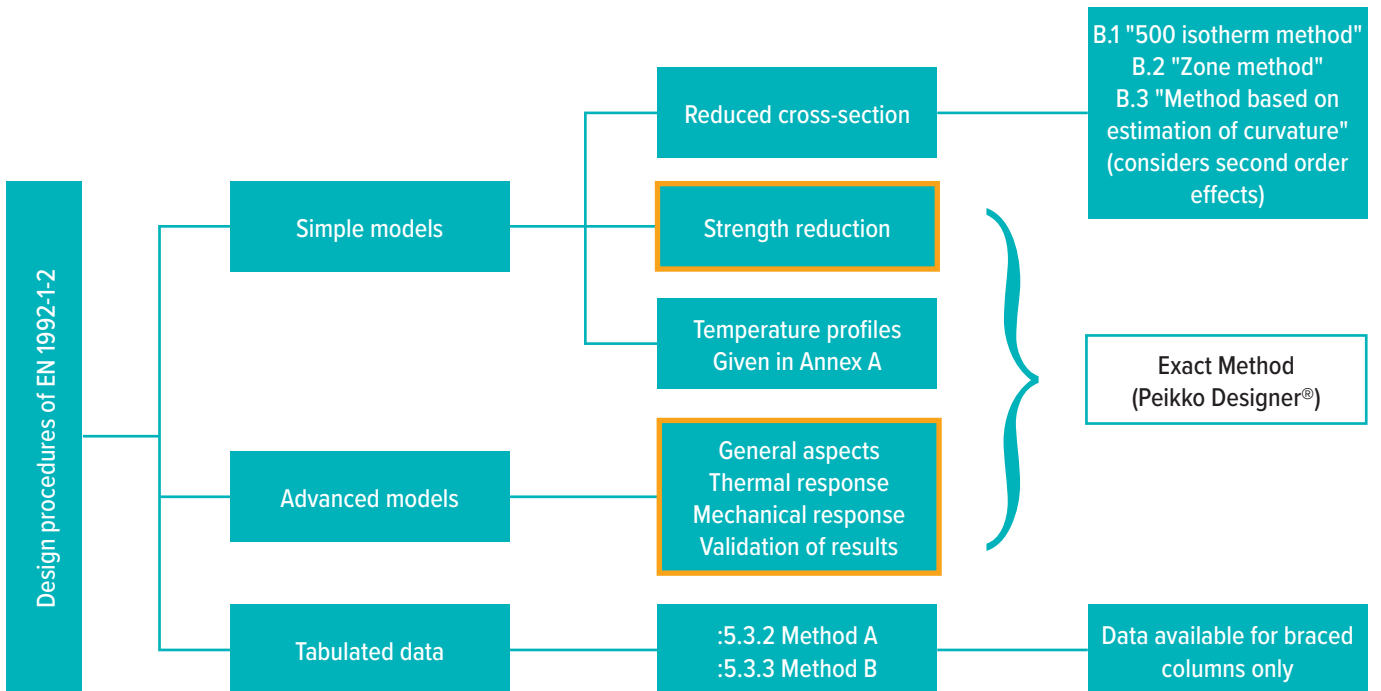 Design procedures of EN 1992-1-2
Simple models
Advanced models
Tabulated data
Reduced cross-section
Strength reduction
Temperature profiles
Given in Annex A
General aspects
Thermal response
Mechanical response
Validation of results
:5.3.2 Method A
:5.3.3 Method B
B.1 "500 isotherm method"
B.2 "Zone method"
B.3 "Method based on
estimation of curvature"
(considers second order
effects)
Exact Method
(Peikko Designer®)
Data available for braced
columns only